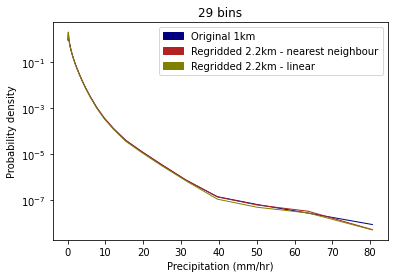 29 bins
Original 1km
Regridded 2.2km - nearest neighbour
Regridded 2.2km - linear
Probability density
10⁻¹
10⁻³
10⁻⁵
10⁻⁷
0 10 20 30 40 50 60 70 80
Precipitation (mm/hr)